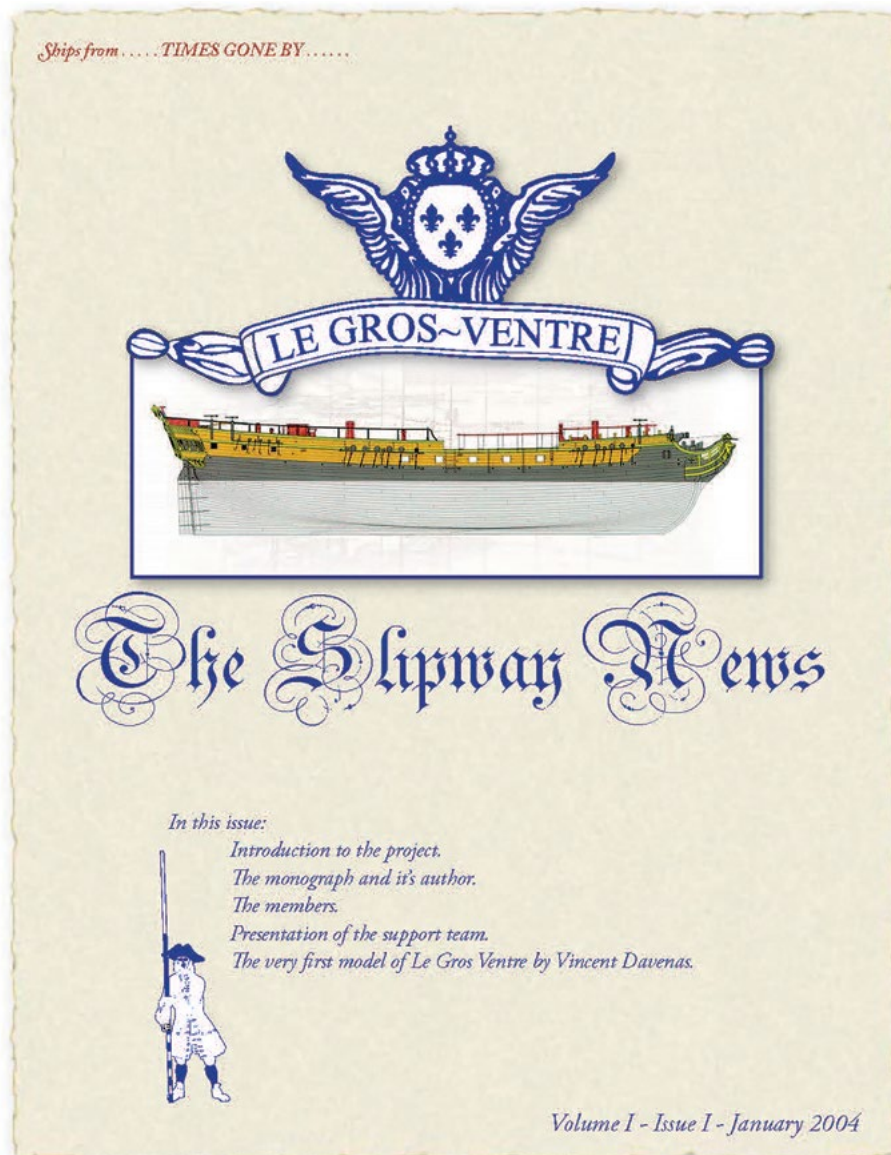 Ships from.....TIMES GONE BY......
LE GROS~VENTRE
The Slipway News
In this issue:
Introduction to the project.
The monograph and it's author.
The members.
Presentation of the support team.
The very first model of Le Gros Ventre by Vincent Davenas.
Volume I - Issue I - January 2004